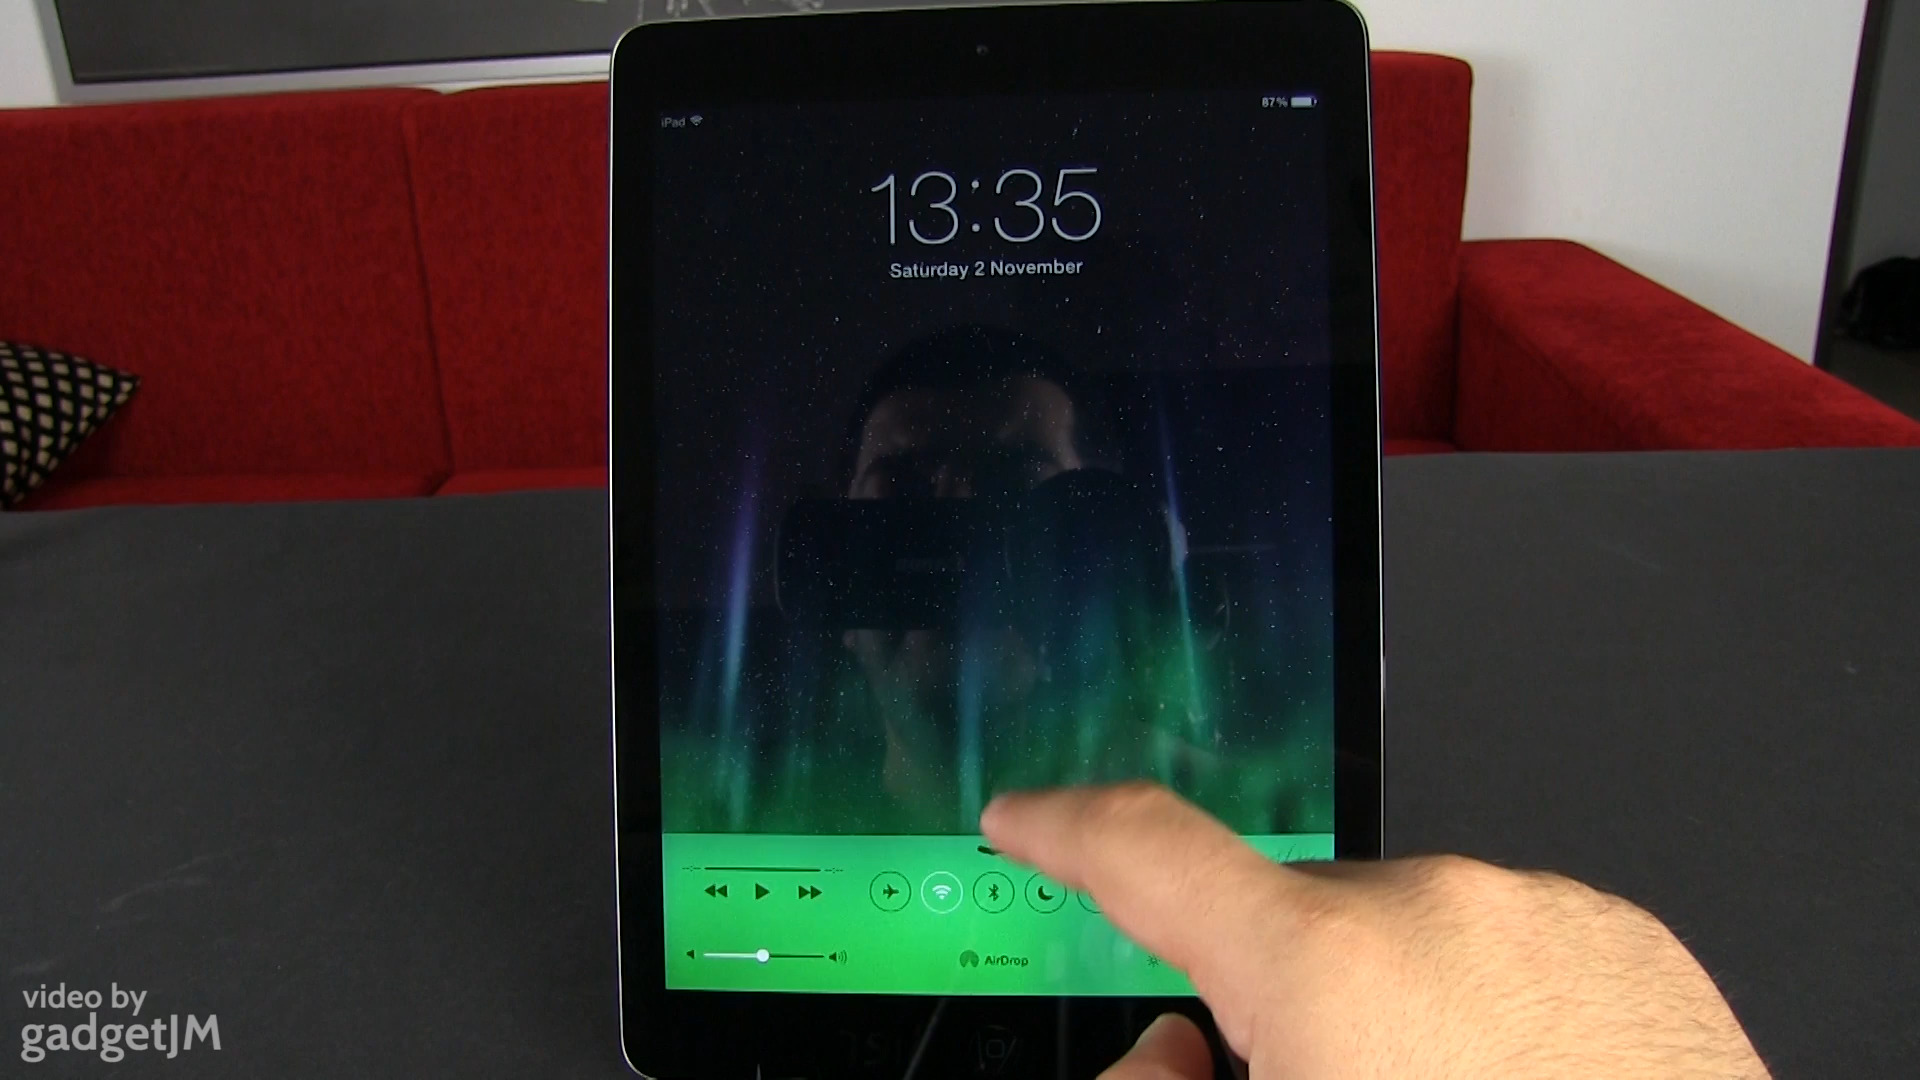 iPad
87%
13:35
Saturday 2 November
AirDrop
video by
gadgetJM